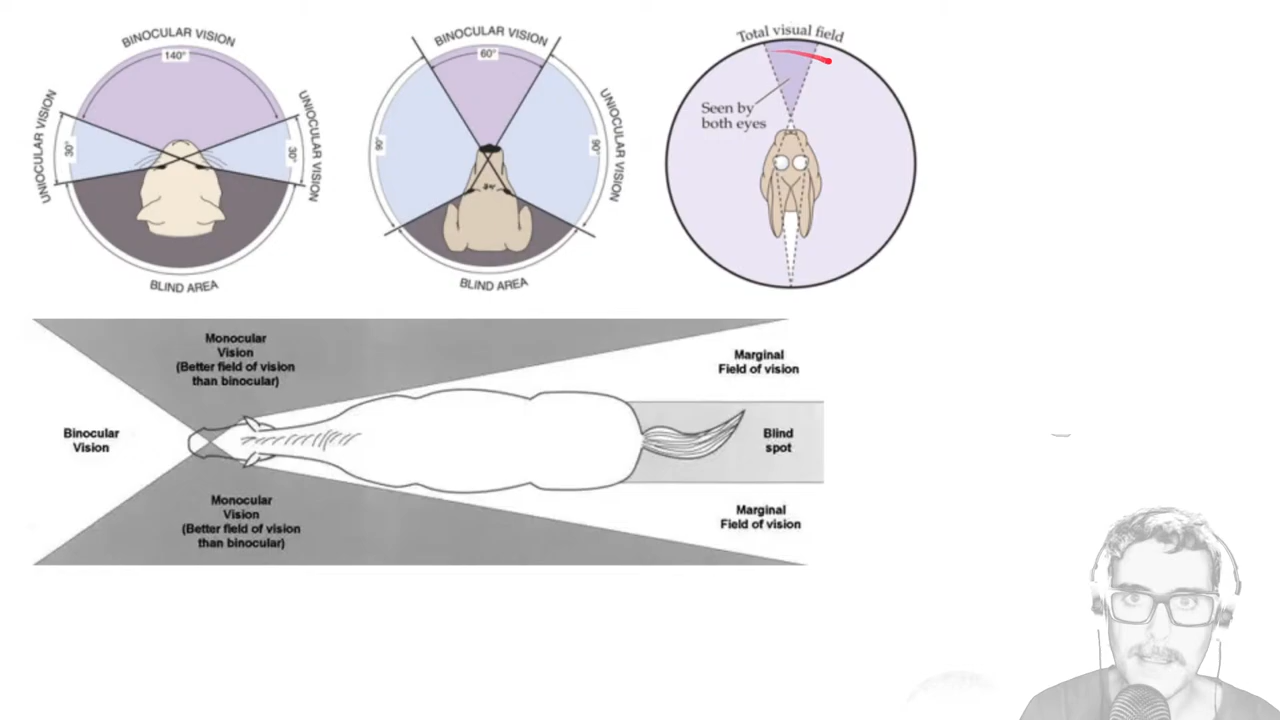 BINOCULAR VISION
140°
UNIOCULAR VISION
30°
30°
UNIOCULAR VISION
BLIND AREA
BINOCULAR VISION
60°
90°
90°
UNIOCULAR VISION
BLIND AREA
Total visual field
Seen by
both eyes
Monocular
Vision
(Better field of vision
than binocular)
Marginal
Field of vision
Binocular
Vision
Blind
spot
Monocular
Vision
(Better field of vision
than binocular)
Marginal
Field of vision